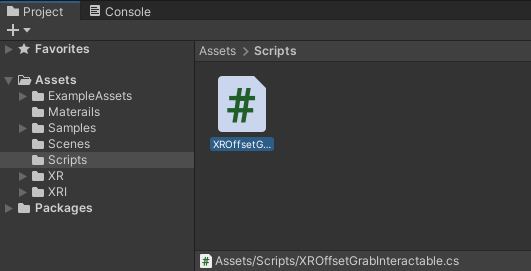 Project
Console
Favorites
Assets > Scripts
Assets
ExampleAssets
Materails
Samples
Scenes
Scripts
XROffsetG...
XR
XRI
Packages
Assets/Scripts/XROffsetGrabInteractable.cs